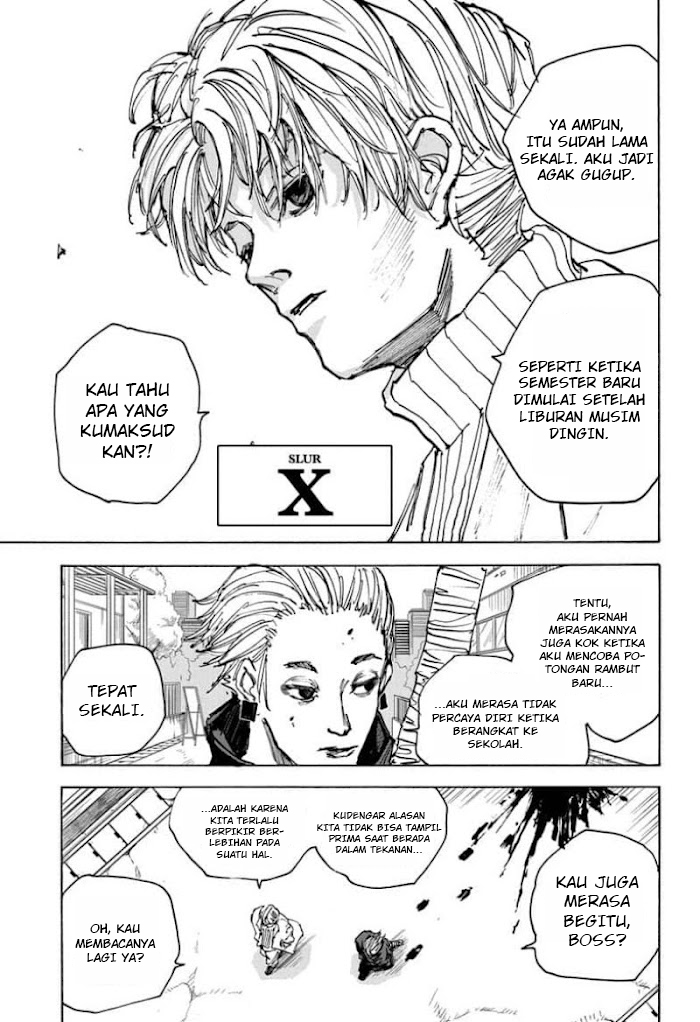 YA AMPUN,
ITU SUDAH LAMA
SEKALI. AKU JADI
AGAK GUGUP.
SEPERTI KETIKA
SEMESTER BARU
DIMULAI SETELAH
LIBURAN MUSIM
DINGIN.
KAU TAHU
APA YANG
KUMAKSUD
KAN?!
SLUR
X
TENTU,
AKU PERNAH
MERASAKANNYA
JUGA KOK KETIKA
AKU MENCOBA PO-
TONGAN RAMBUT
BARU...
...AKU MERASA TIDAK
PERCAYA DIRI KETIKA
BERANGKAT KE
SEKOLAH.
TEPAT
SEKALI.
KAU JUGA
MERASA
BEGITU,
BOSS?
KUDENGAR ALASAN
KITA TIDAK BISA TAMPIL
PRIMA SAAT BERADA
DALAM TEKANAN...
...ADALAH KARENA
KITA TERLALU
BERPIKIR BER-
LEBIHAN PADA
SUATU HAL.
OH, KAU
MEMBACANYA
LAGI YA?